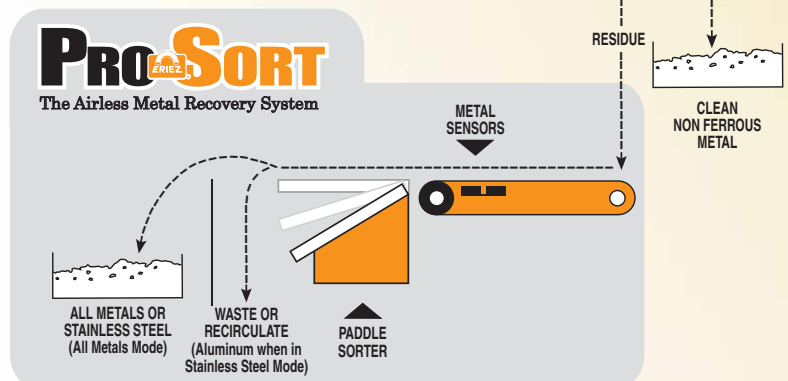 PRO ERIEZ SORT
The Airless Metal Recovery System
RESIDUE
CLEAN
NON FERROUS
METAL
METAL
SENSORS
ALL METALS OR
STAINLESS STEEL
(All Metals Mode)
WASTE OR
RECIRCULATE
(Aluminum when in
Stainless Steel Mode)
PADDLE
SORTER